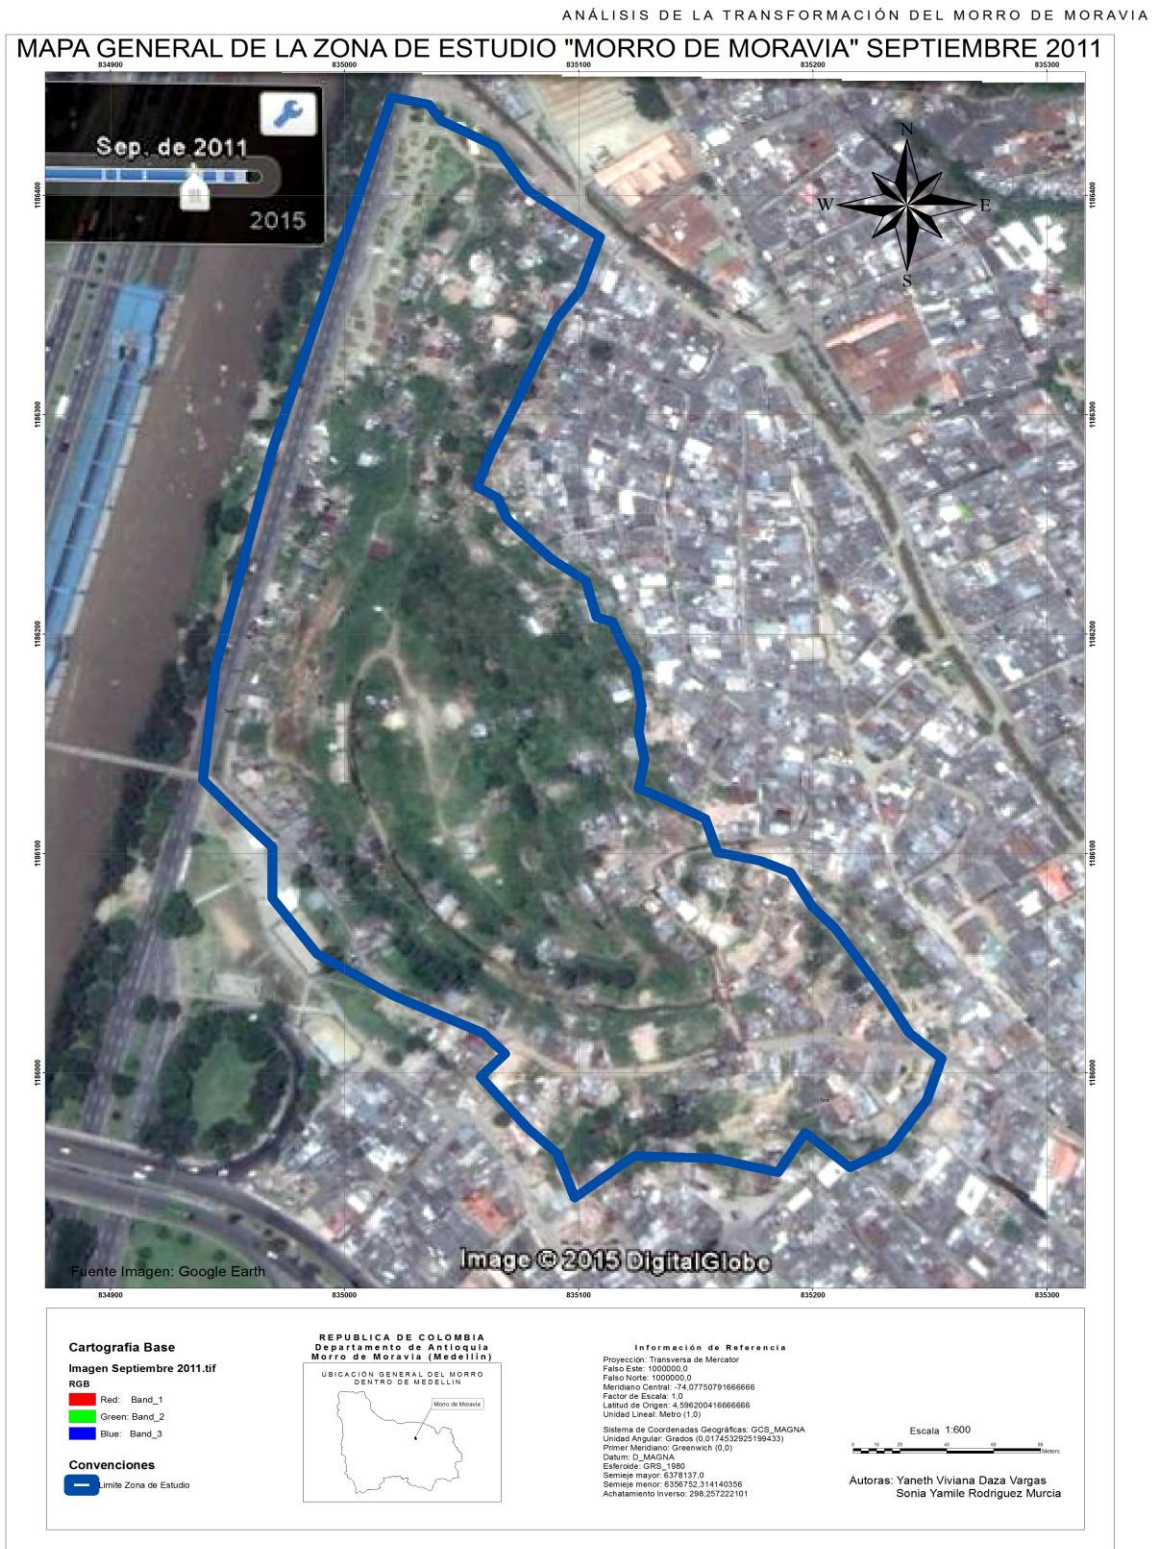 ANÁLISIS DE LA TRANSFORMACIÓN DEL MORRO DE MORAVIA
MAPA GENERAL DE LA ZONA DE ESTUDIO "MORRO DE MORAVIA" SEPTIEMBRE 2011
834900 835000 835100 835200 835300
Sep. de 2011
2015
N
W E
S
1186400 1186400
1186300 1186300
1186200 1186200
1186100 1186100
1186000 1186000
Image © 2015 DigitalGlobe
Fuente Imagen: Google Earth
834900 835000 835100 835200 835300
Cartografia Base
Imagen Septiembre 2011.tif
RGB
Red: Band_1
Green: Band_2
Blue: Band_3
Convenciones
Limite Zona de Estudio
REPUBLICA DE COLOMBIA
Departamento de Antioquia
Morro de Moravia (Medellín)
UBICACIÓN GENERAL DEL MORRO
DENTRO DE MEDELLIN
Morro de Moravia
Información de Referencia
Proyección: Transversa de Mercator
Falso Este: 1000000,0
Falso Norte: 1000000,0
Meridiano Central: -74,07750791666666
Factor de Escala: 1,0
Latitud de Origen: 4,596200416666666
Unidad Lineal: Metro (1,0)
Sistema de Coordenadas Geográficas: GCS_MAGNA
Unidad Angular: Grados (0,0174532925199433)
Primer Meridiano: Greenwich (0,0)
Datum: D_MAGNA
Esferoide: GRS_1980
Semieje mayor: 6378137,0
Semieje menor: 6356752,314140356
Achatamiento Inverso: 298,257222101
Escala 1:600
Meters
Autoras: Yaneth Viviana Daza Vargas
Sonia Yamile Rodriguez Murcia